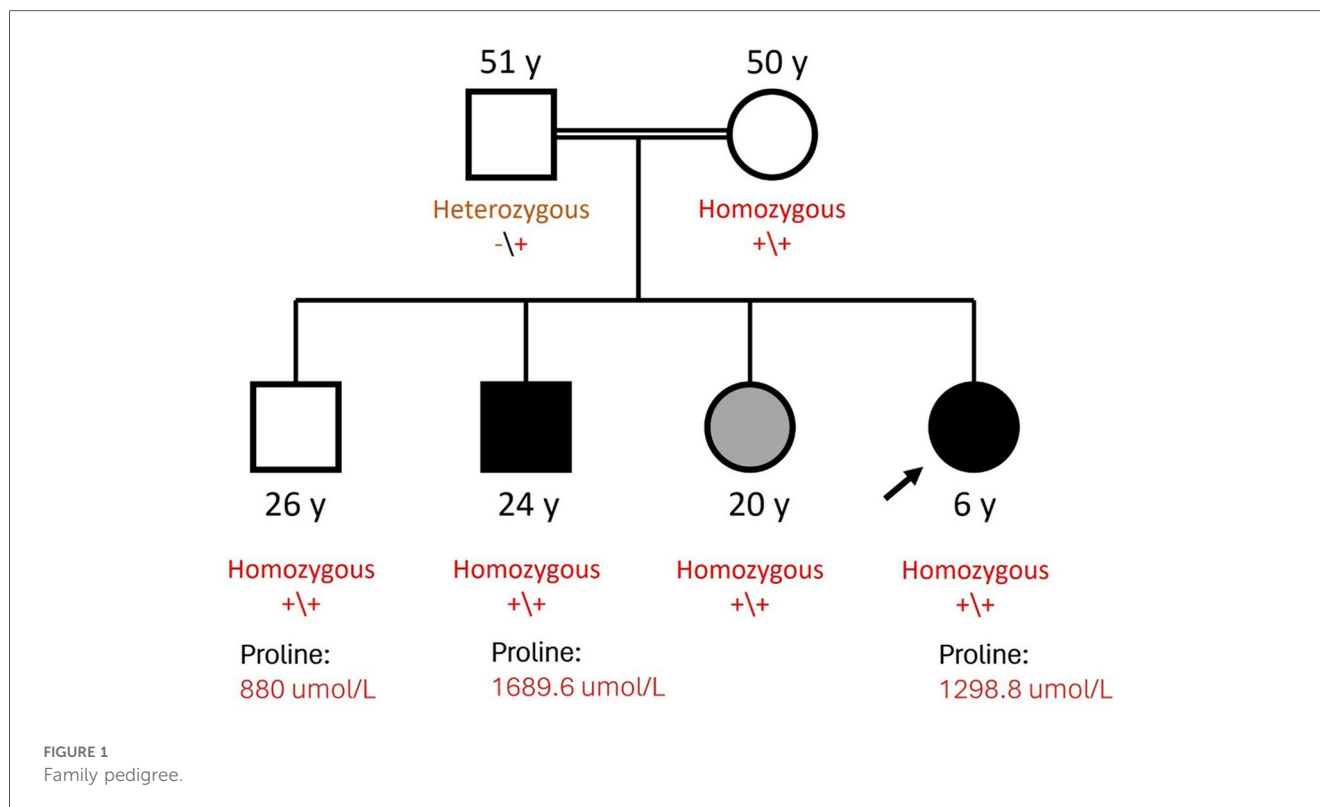 51 y 50 y
Heterozygous Homozygous
-\+ +\+
26 y 24 y 20 y 6 y
Homozygous Homozygous Homozygous Homozygous
+\+ +\+ +\+ +\+
Proline: Proline: Proline:
880 umol/L 1689.6 umol/L 1298.8 umol/L
FIGURE 1
Family pedigree.